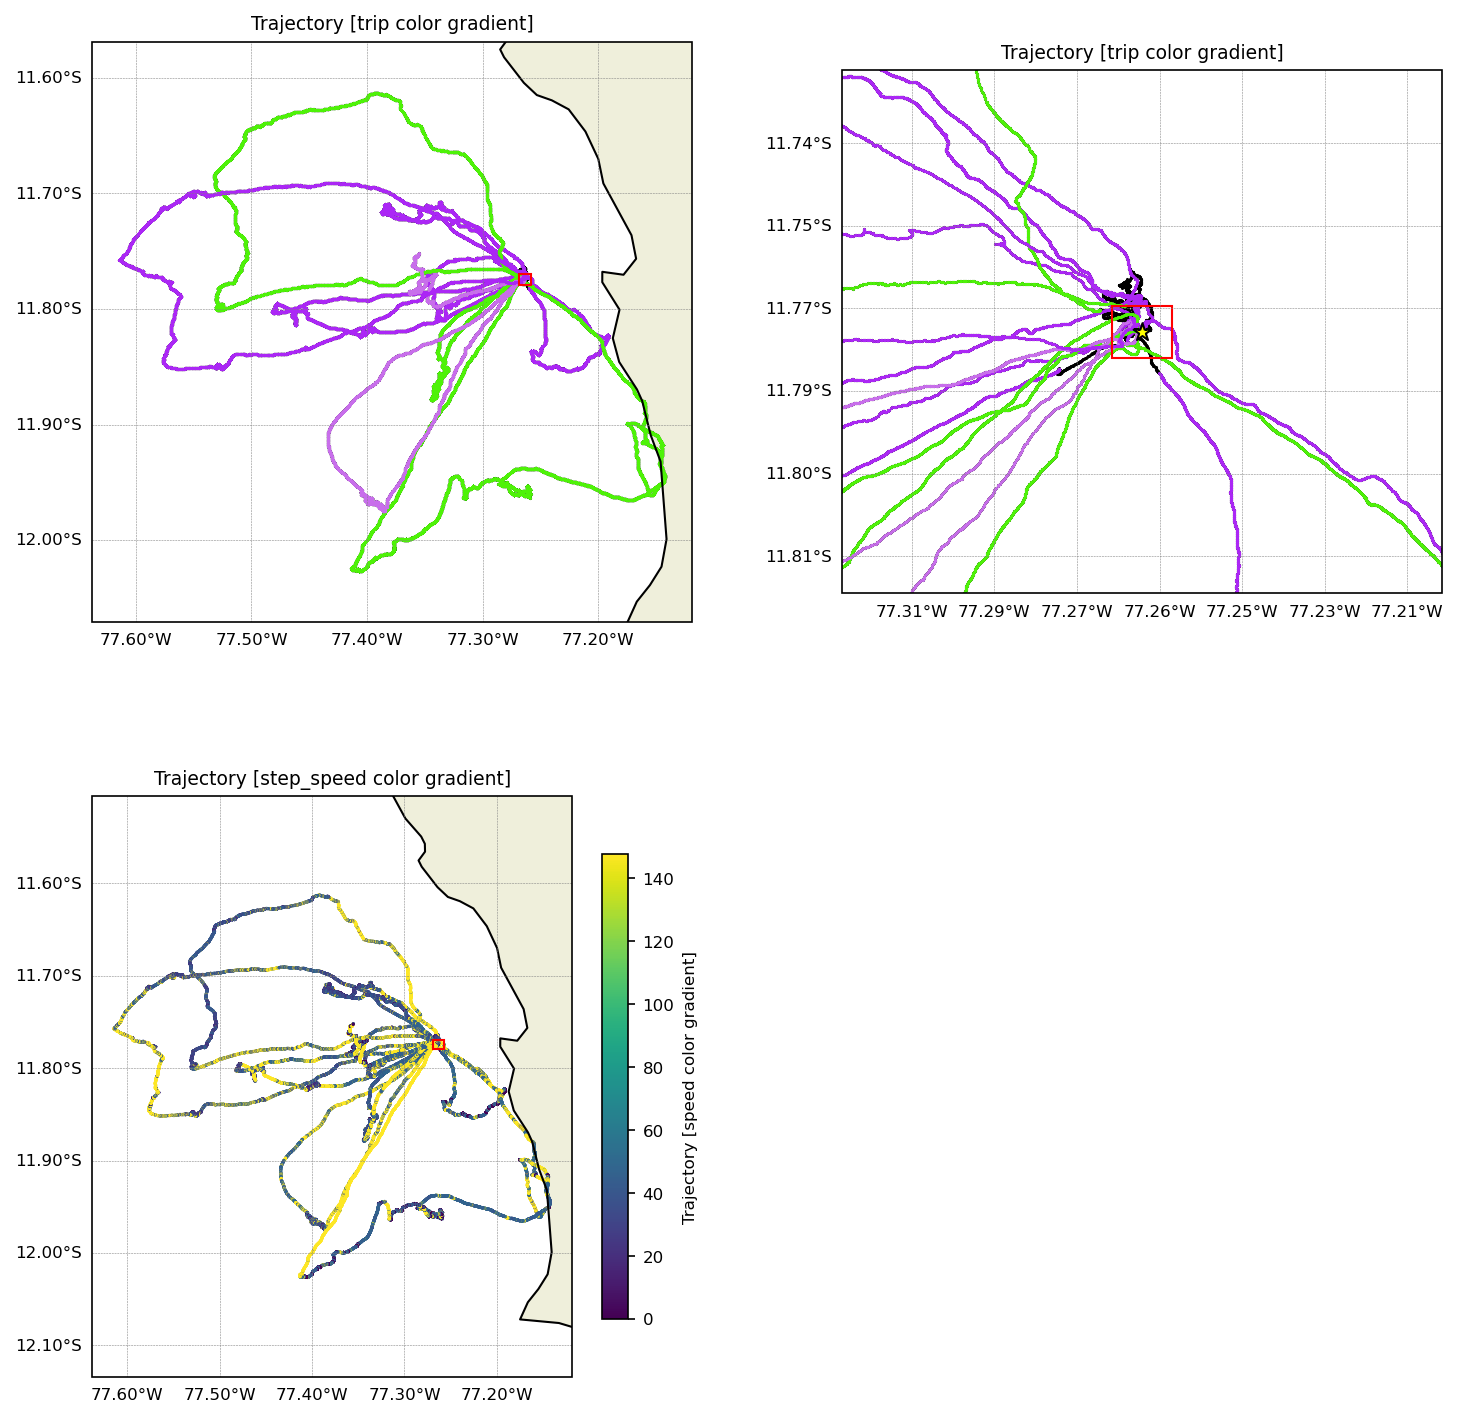 Trajectory [trip color gradient]
11.60°S
11.70°S
11.80°S
11.90°S
12.00°S
77.60°W 77.50°W 77.40°W 77.30°W 77.20°W
Trajectory [trip color gradient]
11.74°S
11.75°S
11.77°S
11.79°S
11.80°S
11.81°S
77.31°W 77.29°W 77.27°W 77.26°W 77.25°W 77.23°W 77.21°W
Trajectory [step_speed color gradient]
11.60°S
11.70°S
11.80°S
11.90°S
12.00°S
12.10°S
77.60°W 77.50°W 77.40°W 77.30°W 77.20°W
140
120
100
80
60
40
20
0
Trajectory [speed color gradient]